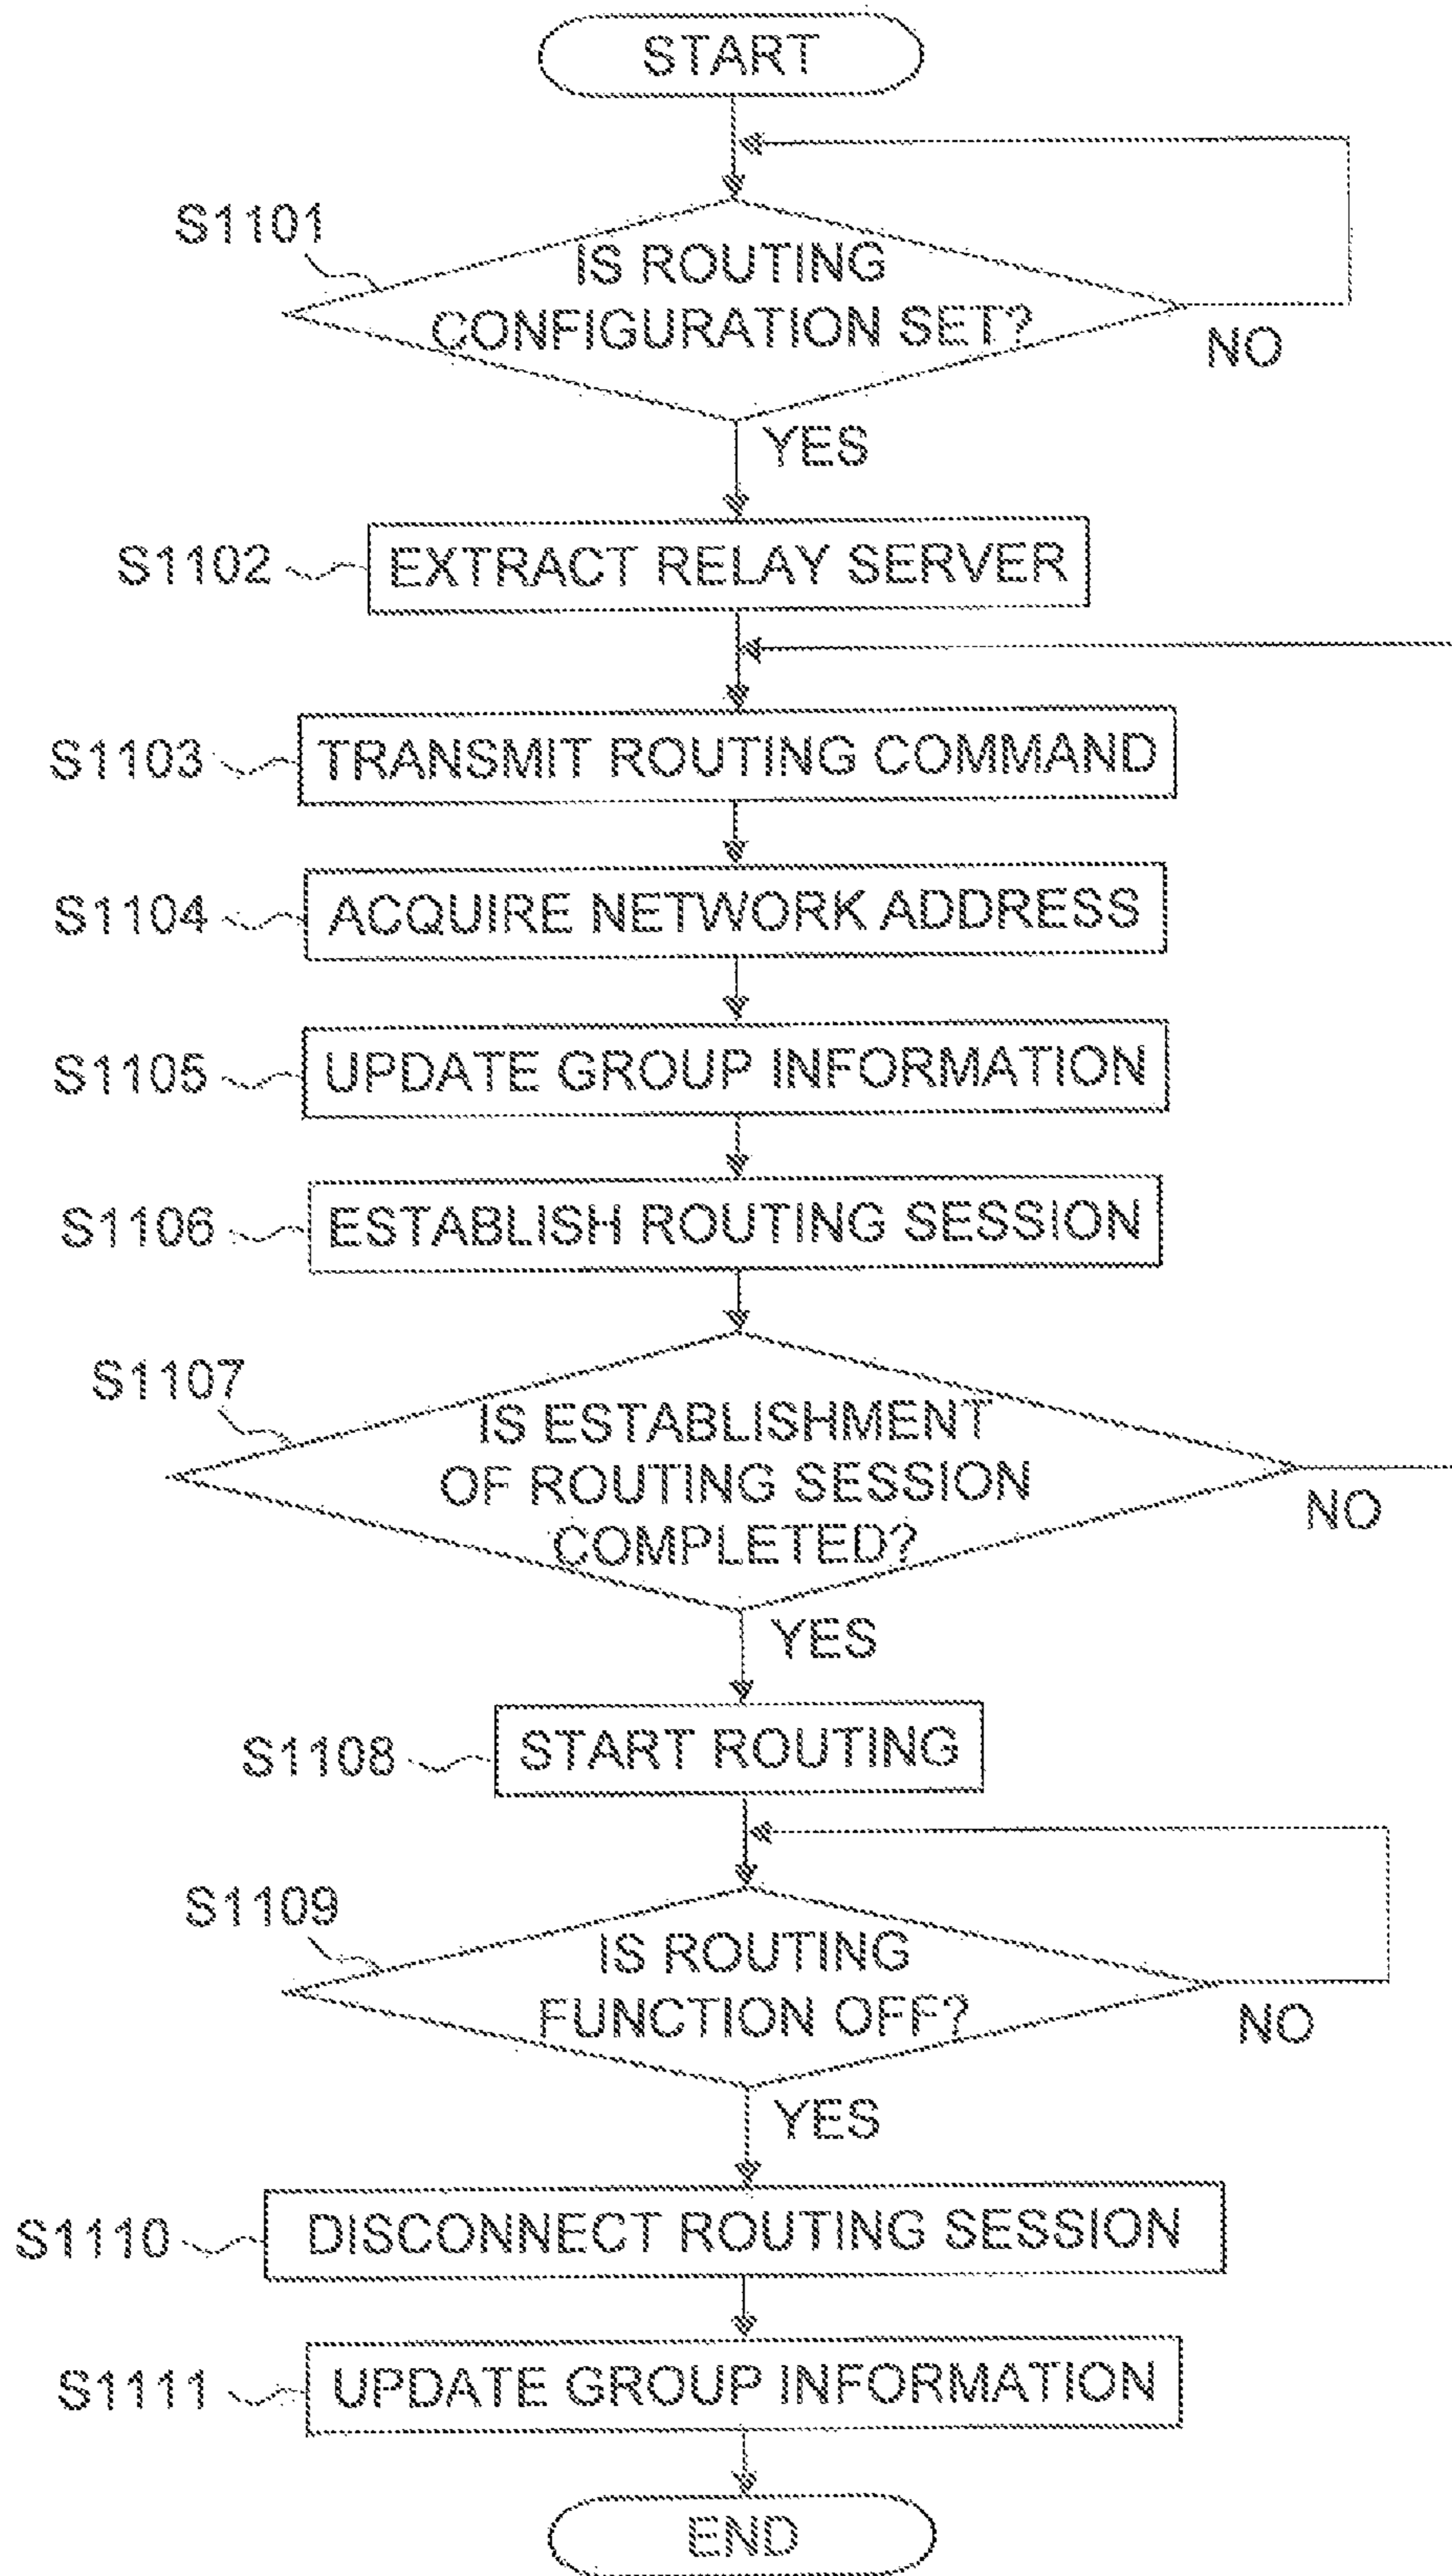 START
S1101
IS ROUTING
CONFIGURATION SET?
NO
YES
S1102
EXTRACT RELAY SERVER
S1103
TRANSMIT ROUTING COMMAND
S1104
ACQUIRE NETWORK ADDRESS
S1105
UPDATE GROUP INFORMATION
S1106
ESTABLISH ROUTING SESSION
S1107
IS ESTABLISHMENT
OF ROUTING SESSION
COMPLETED?
NO
YES
S1108
START ROUTING
S1109
IS ROUTING
FUNCTION OFF?
NO
YES
S1110
DISCONNECT ROUTING SESSION
S1111
UPDATE GROUP INFORMATION
END